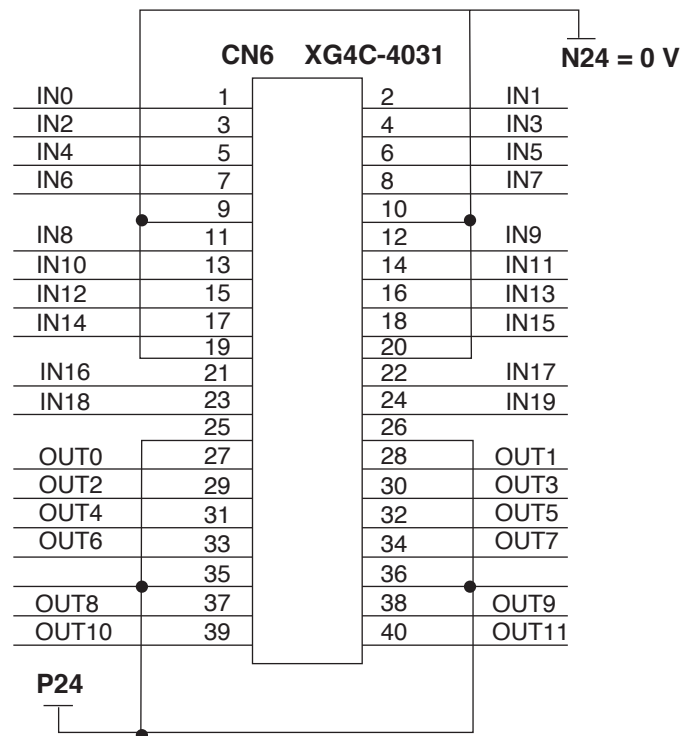 CN6 XG4C-4031
N24 = 0 V
IN0 1 2 IN1
IN2 3 4 IN3
IN4 5 6 IN5
IN6 7 8 IN7
9 10
IN8 11 12 IN9
IN10 13 14 IN11
IN12 15 16 IN13
IN14 17 18 IN15
19 20
IN16 21 22 IN17
IN18 23 24 IN19
25 26
OUT0 27 28 OUT1
OUT2 29 30 OUT3
OUT4 31 32 OUT5
OUT6 33 34 OUT7
35 36
OUT8 37 38 OUT9
OUT10 39 40 OUT11
P24